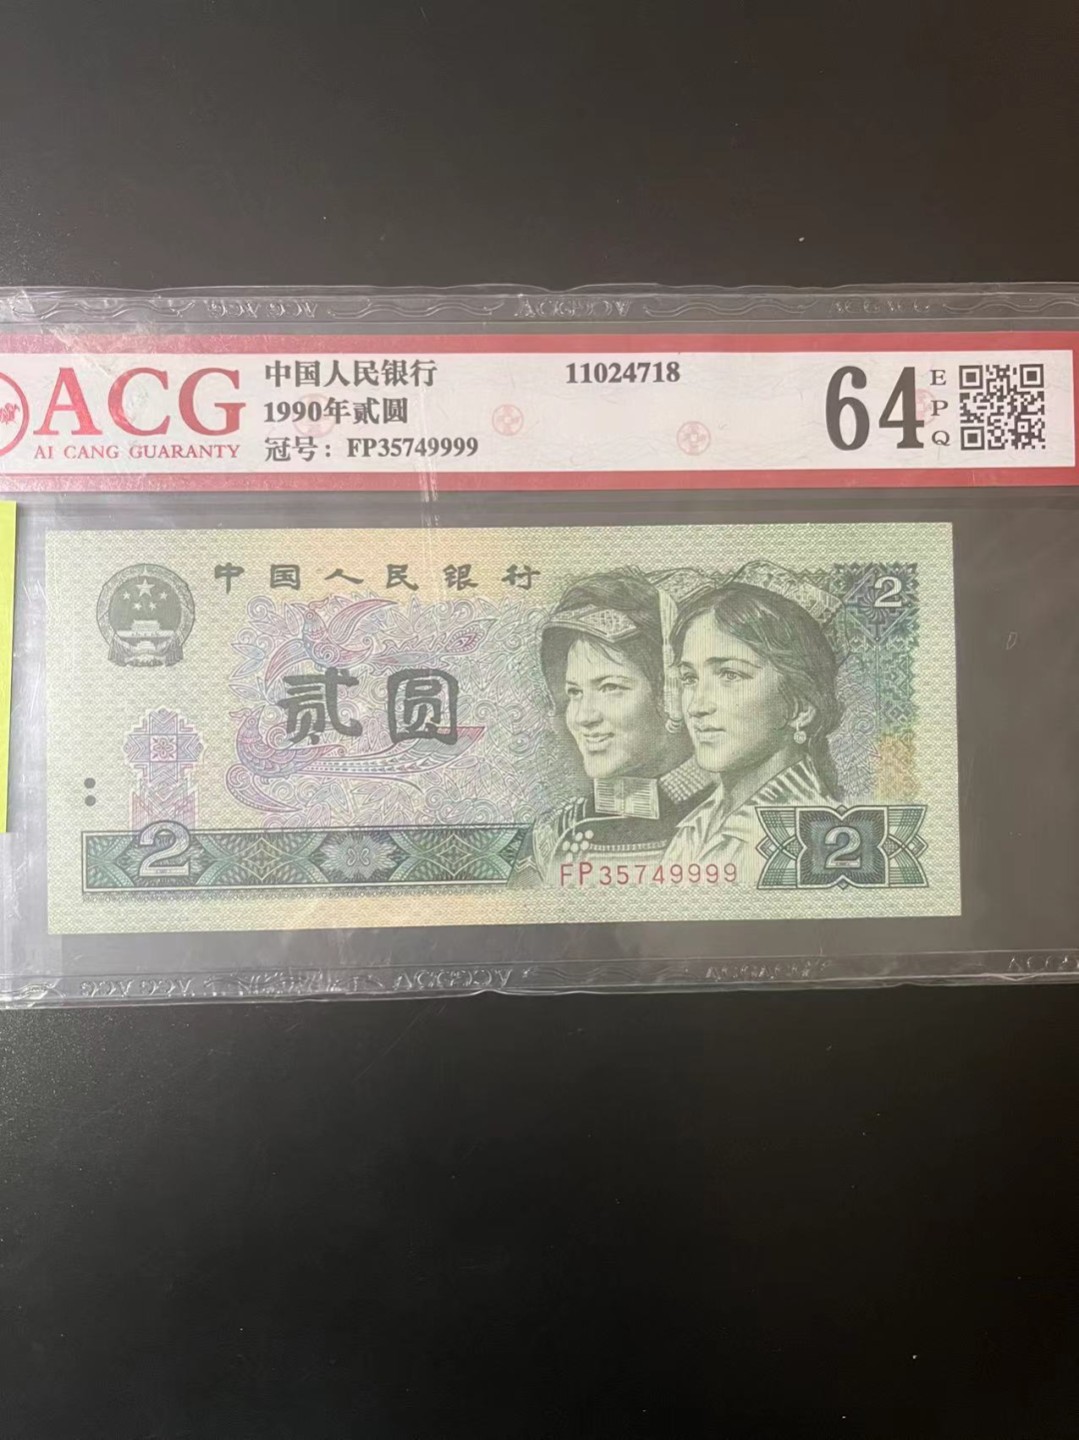 ACG
AI CANG GUARANTY
中国人民银行
1990年贰圆
冠号：FP35749999
11024718
64
E
P
Q
中国人民银行
2
贰圆
2
FP35749999
2